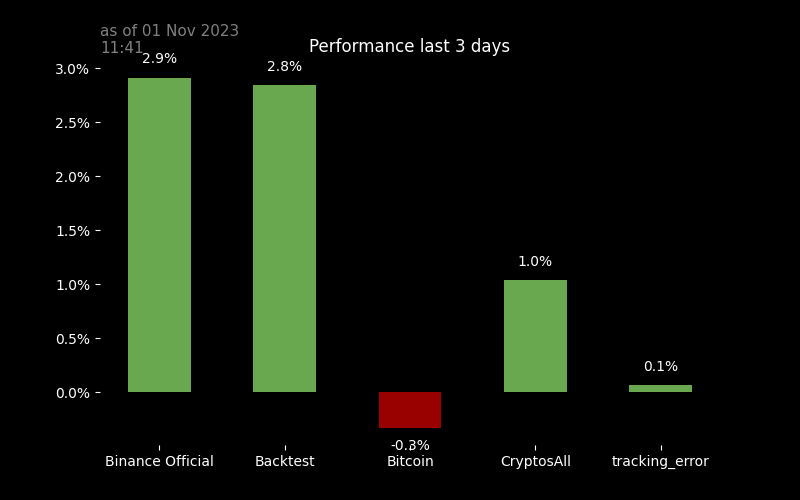 as of 01 Nov 2023
11:41
Performance last 3 days
2.9%
2.8%
-0.3%
1.0%
0.1%
3.0%
2.5%
2.0%
1.5%
1.0%
0.5%
0.0%
Binance Official
Backtest
Bitcoin
CryptosAll
tracking_error